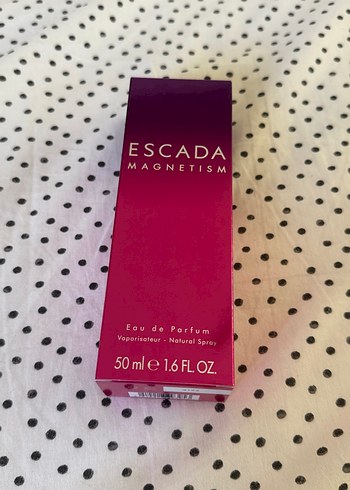 ESCADA
MAGNETISM
Eau de Parfum
Vaporisateur - Natural Spray
50 ml ℮ 1.6 FL.OZ.